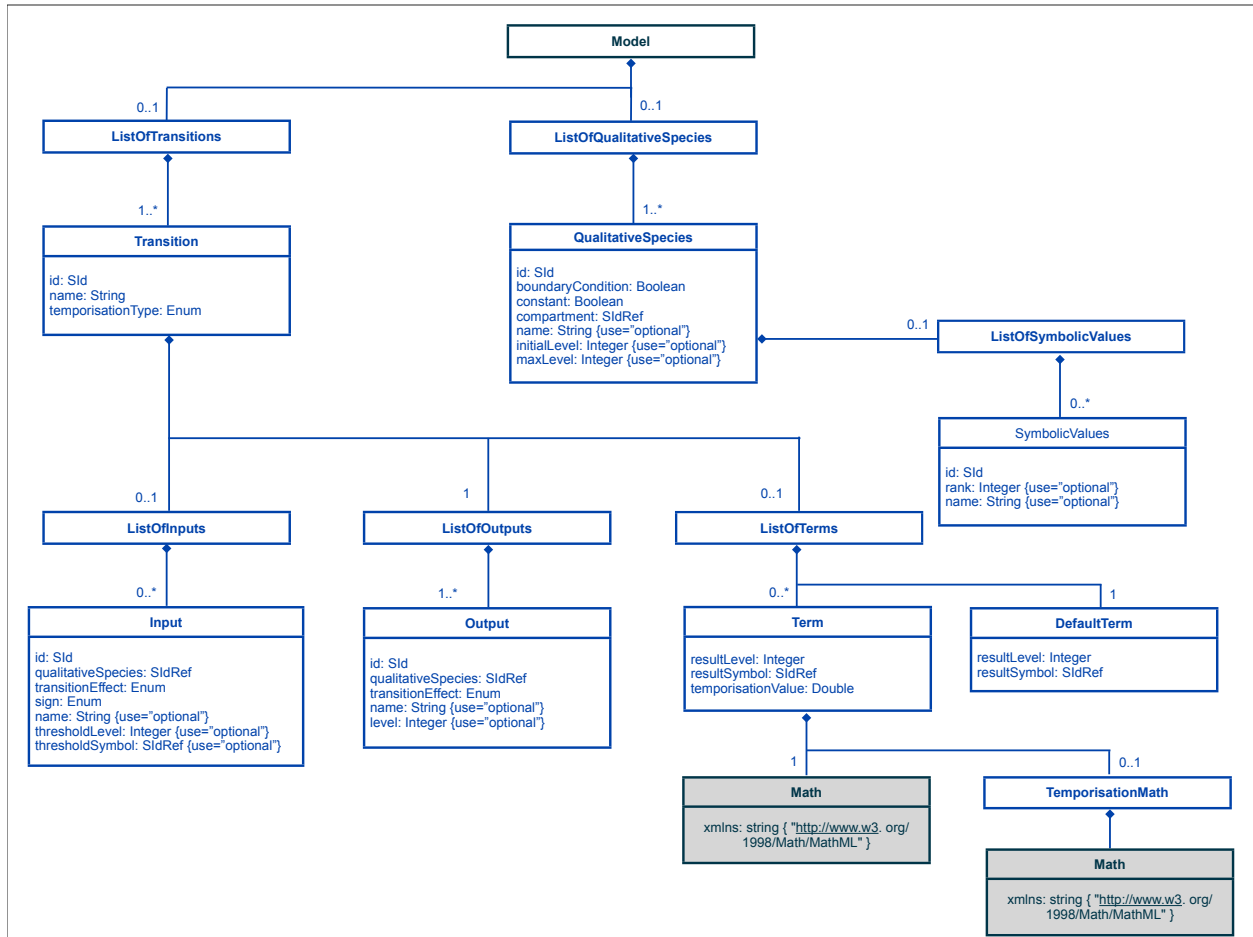 Model
0..1
0..1
ListOfTransitions
ListOfQualitativeSpecies
1..*
1..*
Transition
id: SId
name: String
temporisationType: Enum
QualitativeSpecies
id: SId
boundaryCondition: Boolean
constant: Boolean
compartment: SIdRef
name: String {use="optional"}
initialLevel: Integer {use="optional"}
maxLevel: Integer {use="optional"}
0..1
ListOfSymbolicValues
0..*
SymbolicValues
id: SId
rank: Integer {use="optional"}
name: String {use="optional"}
0..1
1
0..1
ListOfInputs
ListOfOutputs
ListOfTerms
0..*
1..*
0..*
1
Input
id: SId
qualitativeSpecies: SIdRef
transitionEffect: Enum
sign: Enum
name: String {use="optional"}
thresholdLevel: Integer {use="optional"}
thresholdSymbol: SIdRef {use="optional"}
Output
id: SId
qualitativeSpecies: SIdRef
transitionEffect: Enum
name: String {use="optional"}
level: Integer {use="optional"}
Term
resultLevel: Integer
resultSymbol: SIdRef
temporisationValue: Double
DefaultTerm
resultLevel: Integer
resultSymbol: SIdRef
1
0..1
Math
xmlns: string { "http://www.w3. org/
1998/Math/MathML" }
TemporisationMath
Math
xmlns: string { "http://www.w3. org/
1998/Math/MathML" }